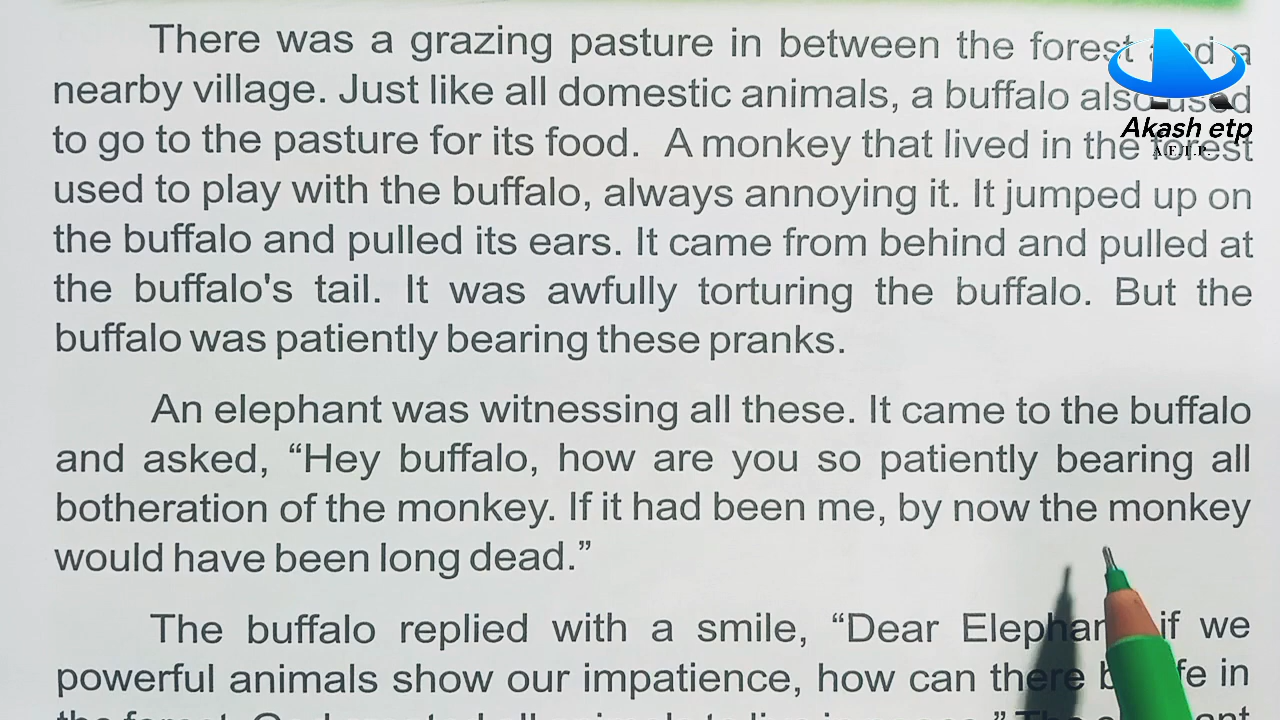 There was a grazing pasture in between the forest and a
nearby village. Just like all domestic animals, a buffalo also used
to go to the pasture for its food. A monkey that lived in the forest
used to play with the buffalo, always annoying it. It jumped up on
the buffalo and pulled its ears. It came from behind and pulled at
the buffalo's tail. It was awfully torturing the buffalo. But the
buffalo was patiently bearing these pranks.
An elephant was witnessing all these. It came to the buffalo
and asked, “Hey buffalo, how are you so patiently bearing all
botheration of the monkey. If it had been me, by now the monkey
would have been long dead.”
The buffalo replied with a smile, “Dear if we
powerful animals show our impatience, how can there in
Akash etp
A.E.T.P.